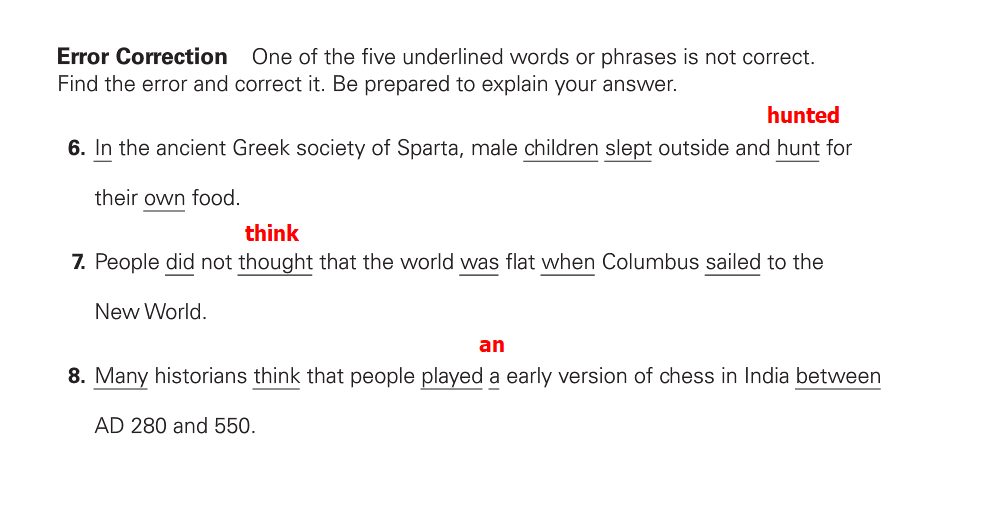 Error Correction One of the five underlined words or phrases is not correct.
Find the error and correct it. Be prepared to explain your answer.
hunted
6. In the ancient Greek society of Sparta, male children slept outside and hunt for
their own food.
think
7. People did not thought that the world was flat when Columbus sailed to the
New World.
an
8. Many historians think that people played a early version of chess in India between
AD 280 and 550.